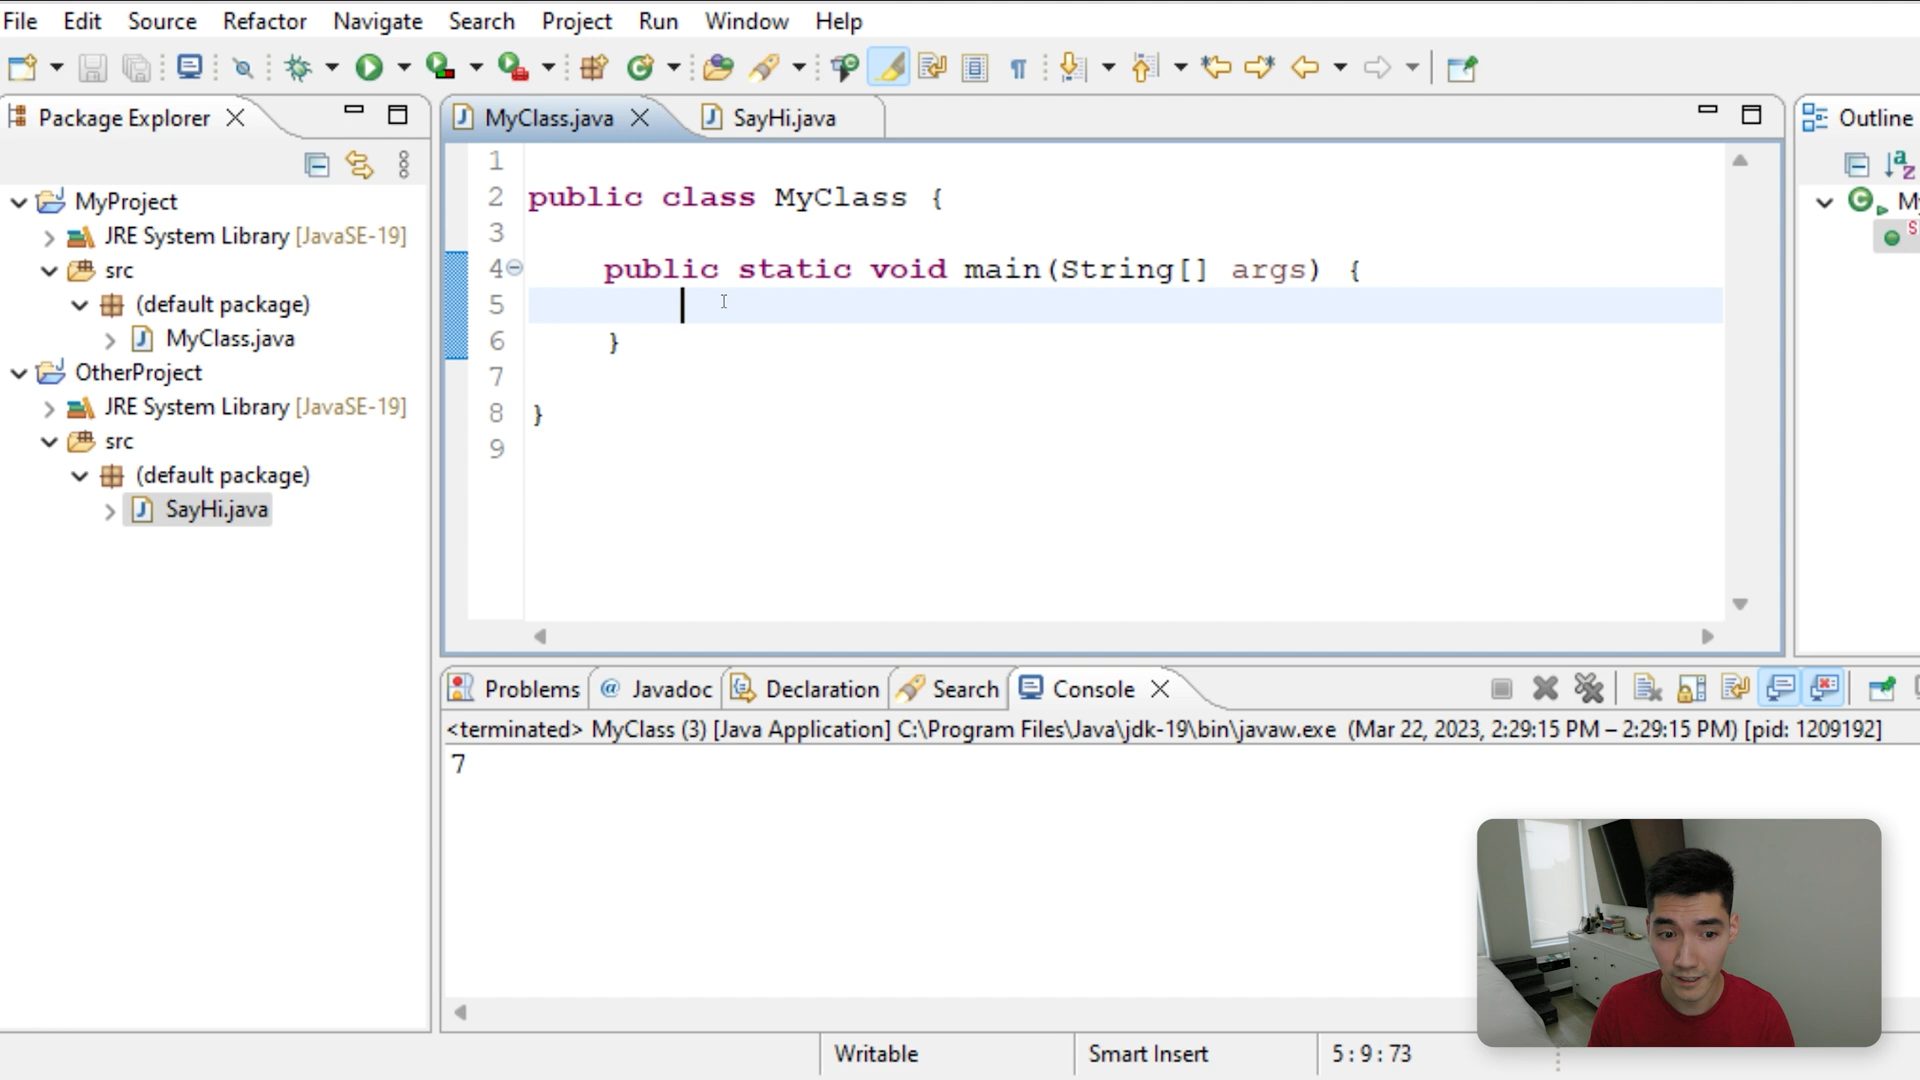 File Edit Source Refactor Navigate Search Project Run Window Help
Package Explorer
MyProject
JRE System Library [JavaSE-19]
src
(default package)
MyClass.java
OtherProject
JRE System Library [JavaSE-19]
src
(default package)
SayHi.java
MyClass.java SayHi.java
1
2 public class MyClass {
3
4 public static void main(String[] args) {
5
6 }
7
8 }
9
Outline
Problems @ Javadoc Declaration Search Console
<terminated> MyClass (3) [Java Application] C:\Program Files\Java\jdk-19\bin\javaw.exe (Mar 22, 2023, 2:29:15 PM – 2:29:15 PM) [pid: 1209192]
7
Writable Smart Insert 5 : 9 : 73